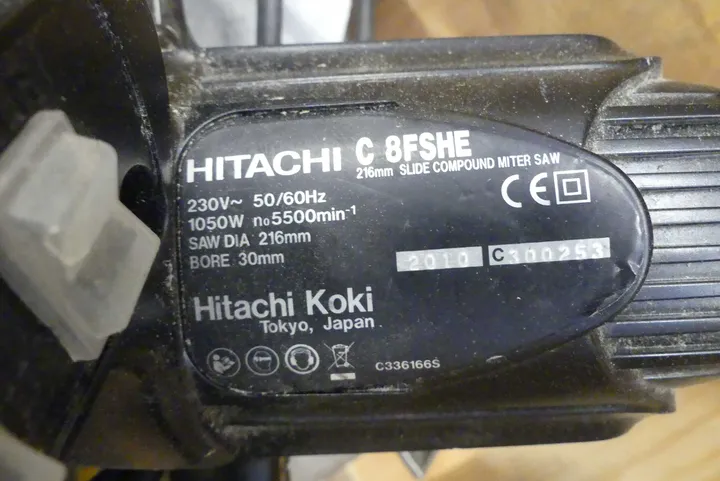 HITACHI C 8FSHE
216mm SLIDE COMPOUND MITER SAW
230V~ 50/60Hz
1050W n₀5500min⁻¹
SAW DIA 216mm
BORE 30mm
CE
2010 C300253
Hitachi Koki
Tokyo, Japan
C336166S